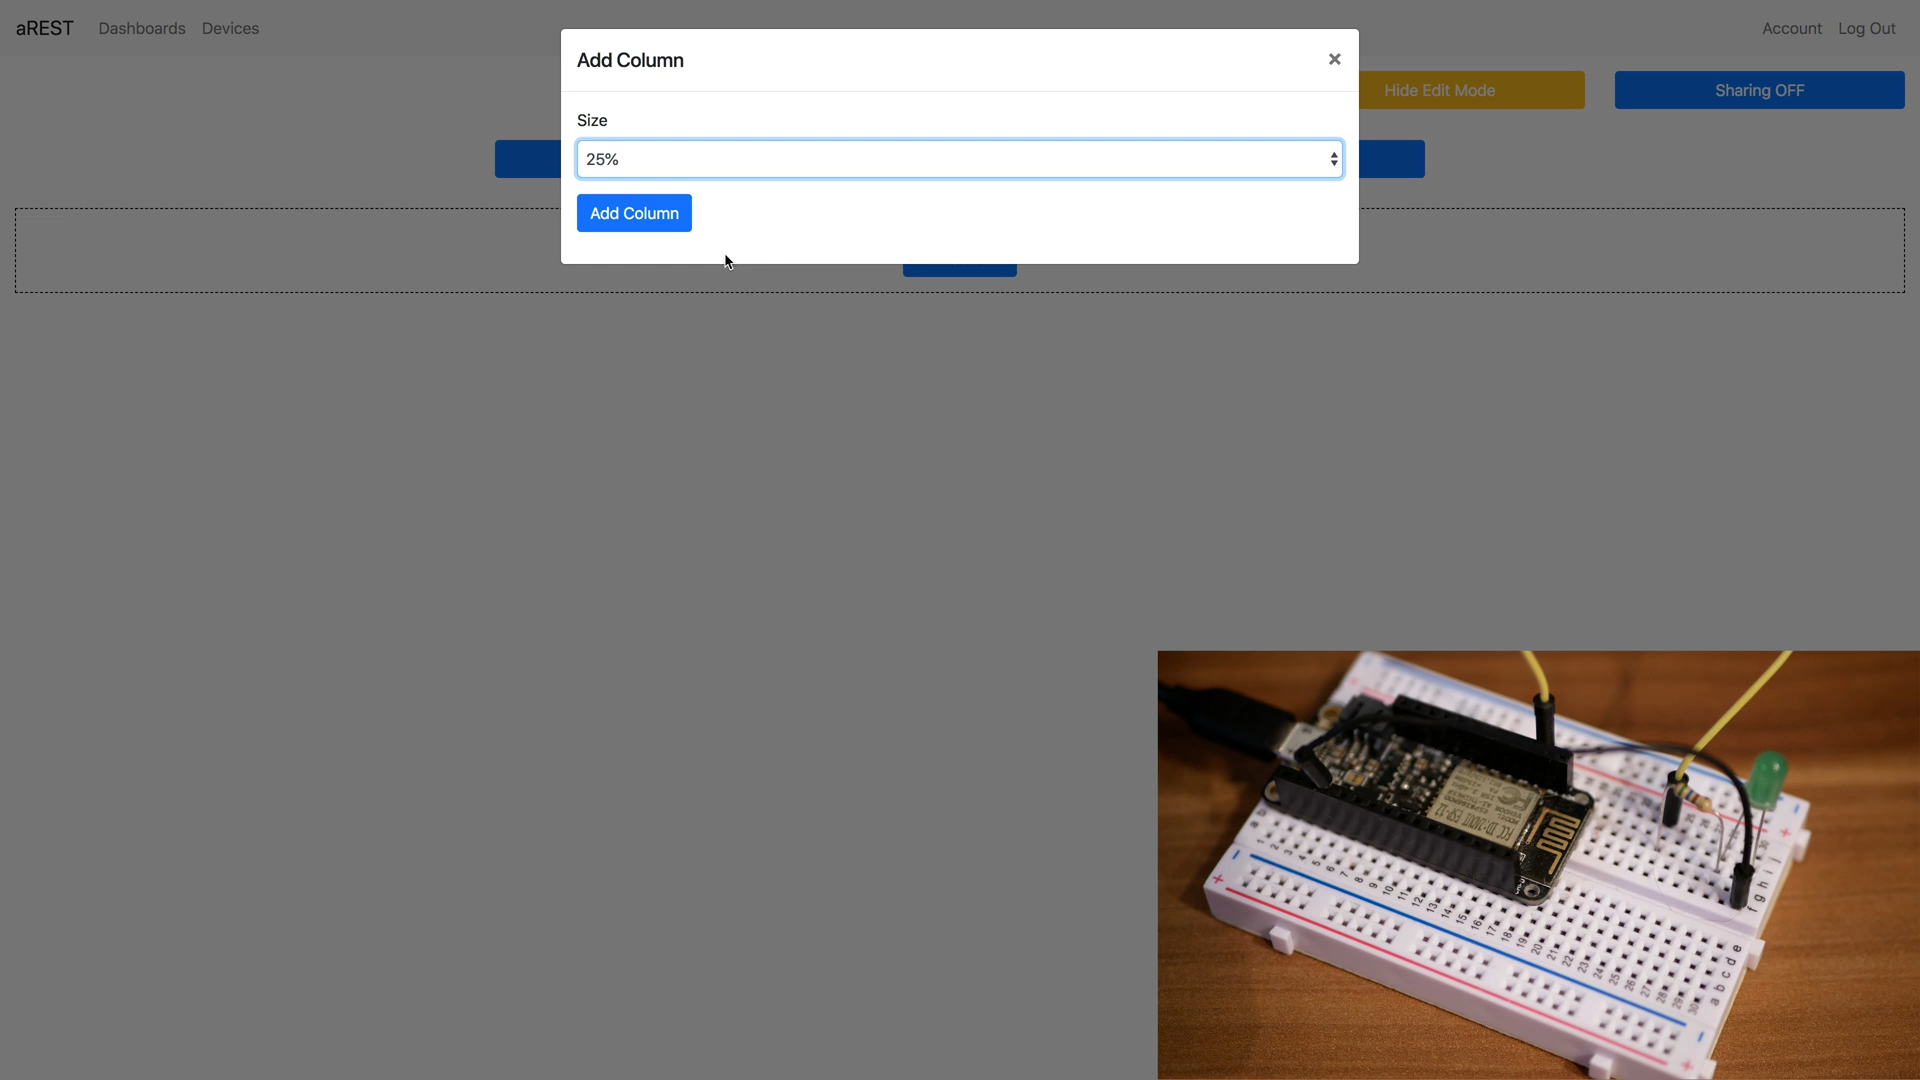 aREST Dashboards Devices
Account Log Out
Add Column
×
Hide Edit Mode
Sharing OFF
Size
25%
Add Column